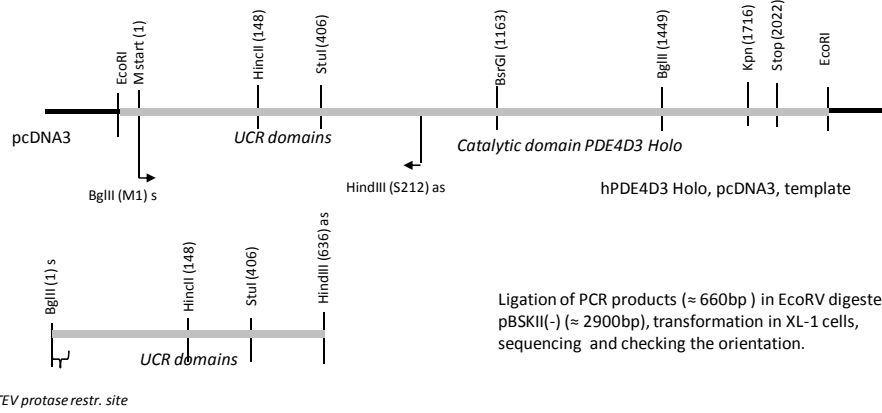 EcoRI
M start (1)
HincII (148)
StuI (406)
BsrGI (1163)
BglII (1449)
Kpn (1716)
Stop (2022)
EcoRI
pcDNA3
UCR domains
Catalytic domain PDE4D3 Holo
BglII (M1) s
HindIII (S212) as
hPDE4D3 Holo, pcDNA3, template
BglII (1) s
HincII (148)
StuI (406)
HindIII (636) as
UCR domains
TEV protase restr. site
Ligation of PCR products (≈ 660bp ) in EcoRV digeste
pBSKII(-) (≈ 2900bp), transformation in XL-1 cells,
sequencing and checking the orientation.